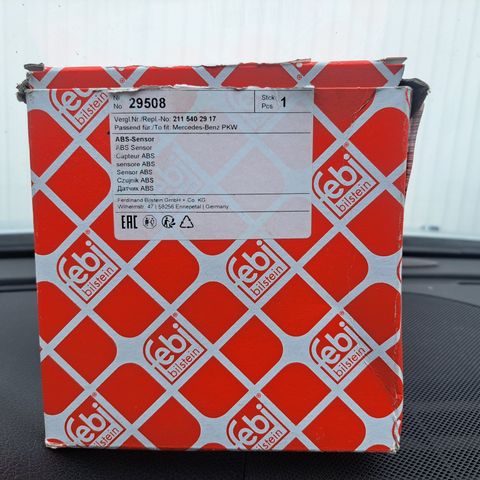 Nr.
No 29508
Stck.
Pcs 1
Vergl.Nr./Repl.-No: 211 540 29 17
Passend für:/To fit: Mercedes-Benz PKW
ABS-Sensor
ABS Sensor
Capteur ABS
sensore ABS
Sensor ABS
Czujnik ABS
Датчик ABS
Ferdinand Bilstein GmbH + Co. KG
Wilhelmstr. 47 | 58256 Ennepetal | Germany
EAC
febi
bilstein
febi
bilstein
febi
bilstein
febi
bilstein
febi
bilstein
febi
bilstein
febi
bilstein
febi
bilstein